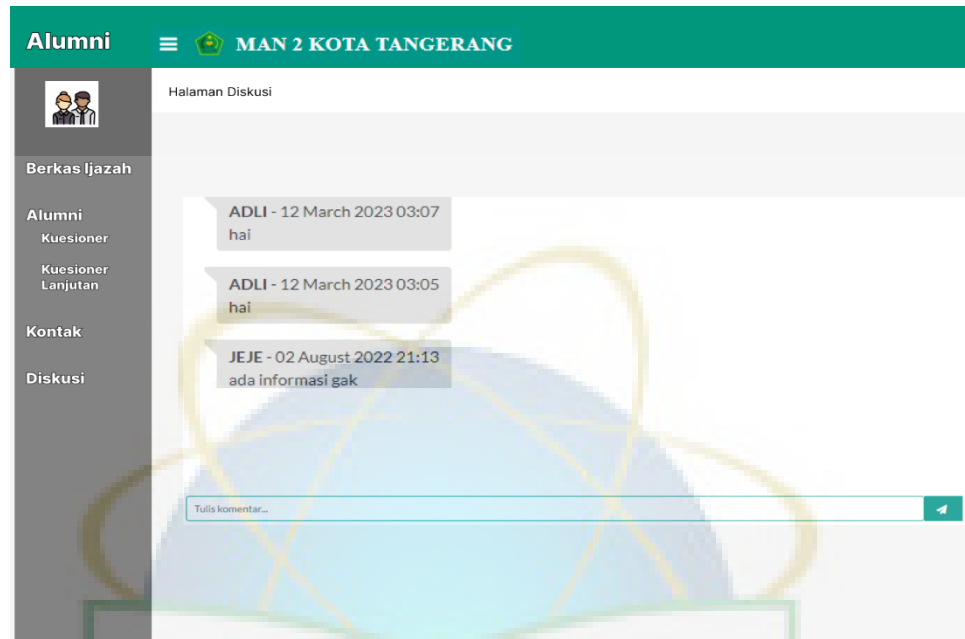 Alumni
MAN 2 KOTA TANGERANG
Halaman Diskusi
Berkas Ijazah
Alumni
Kuesioner
Kuesioner
Lanjutan
Kontak
Diskusi
ADLI - 12 March 2023 03:07
hai
ADLI - 12 March 2023 03:05
hai
JEJE - 02 August 2022 21:13
ada informasi gak
Tulis komentar...